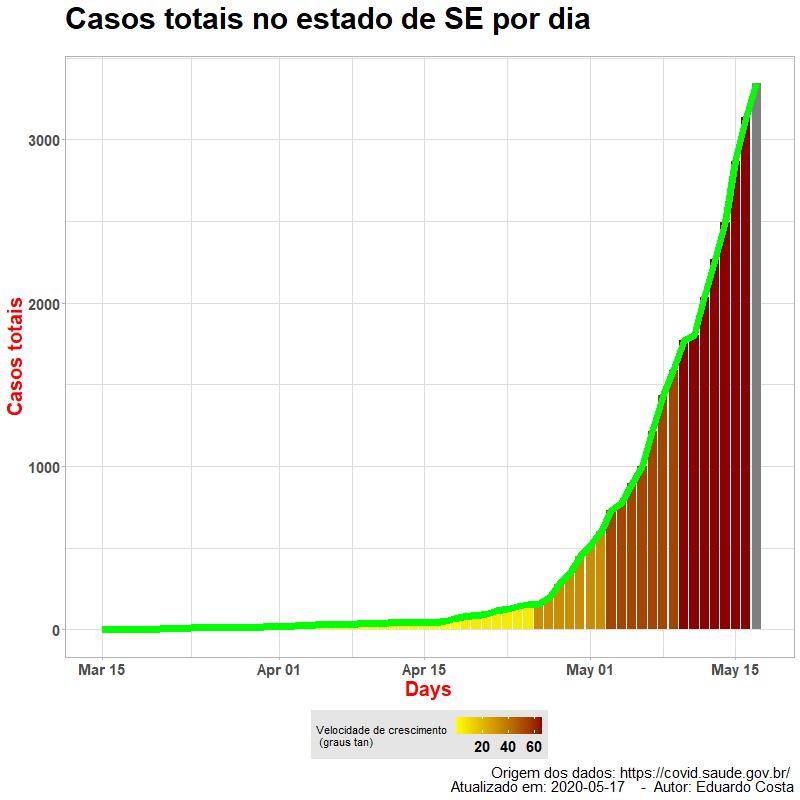 Casos totais no estado de SE por dia
Casos totais
3000
2000
1000
0
Mar 15 Apr 01 Apr 15 May 01 May 15
Days
Velocidade de crescimento
(graus tan)
20 40 60
Origem dos dados: https://covid.saude.gov.br/
Atualizado em: 2020-05-17 - Autor: Eduardo Costa